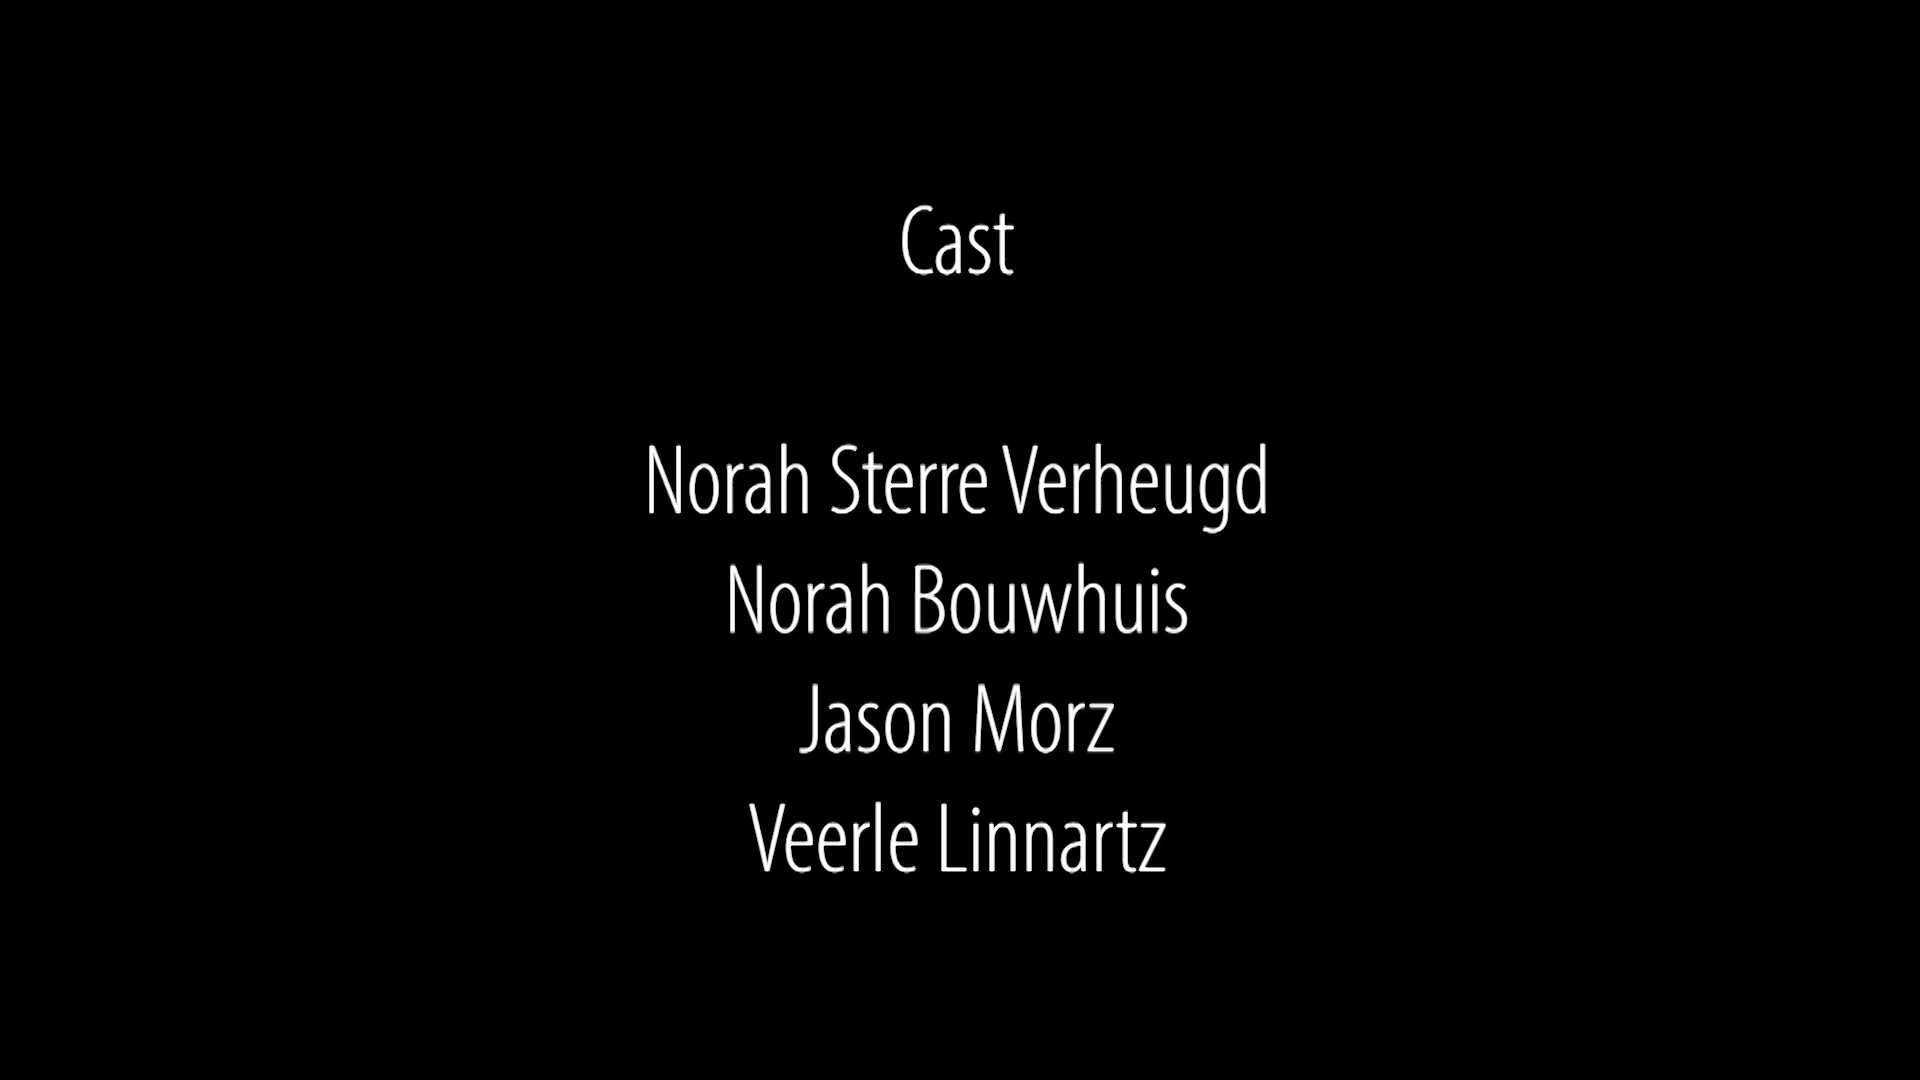 Cast
Norah Sterre Verheugd
Norah Bouwhuis
Jason Morz
Veerle Linnartz